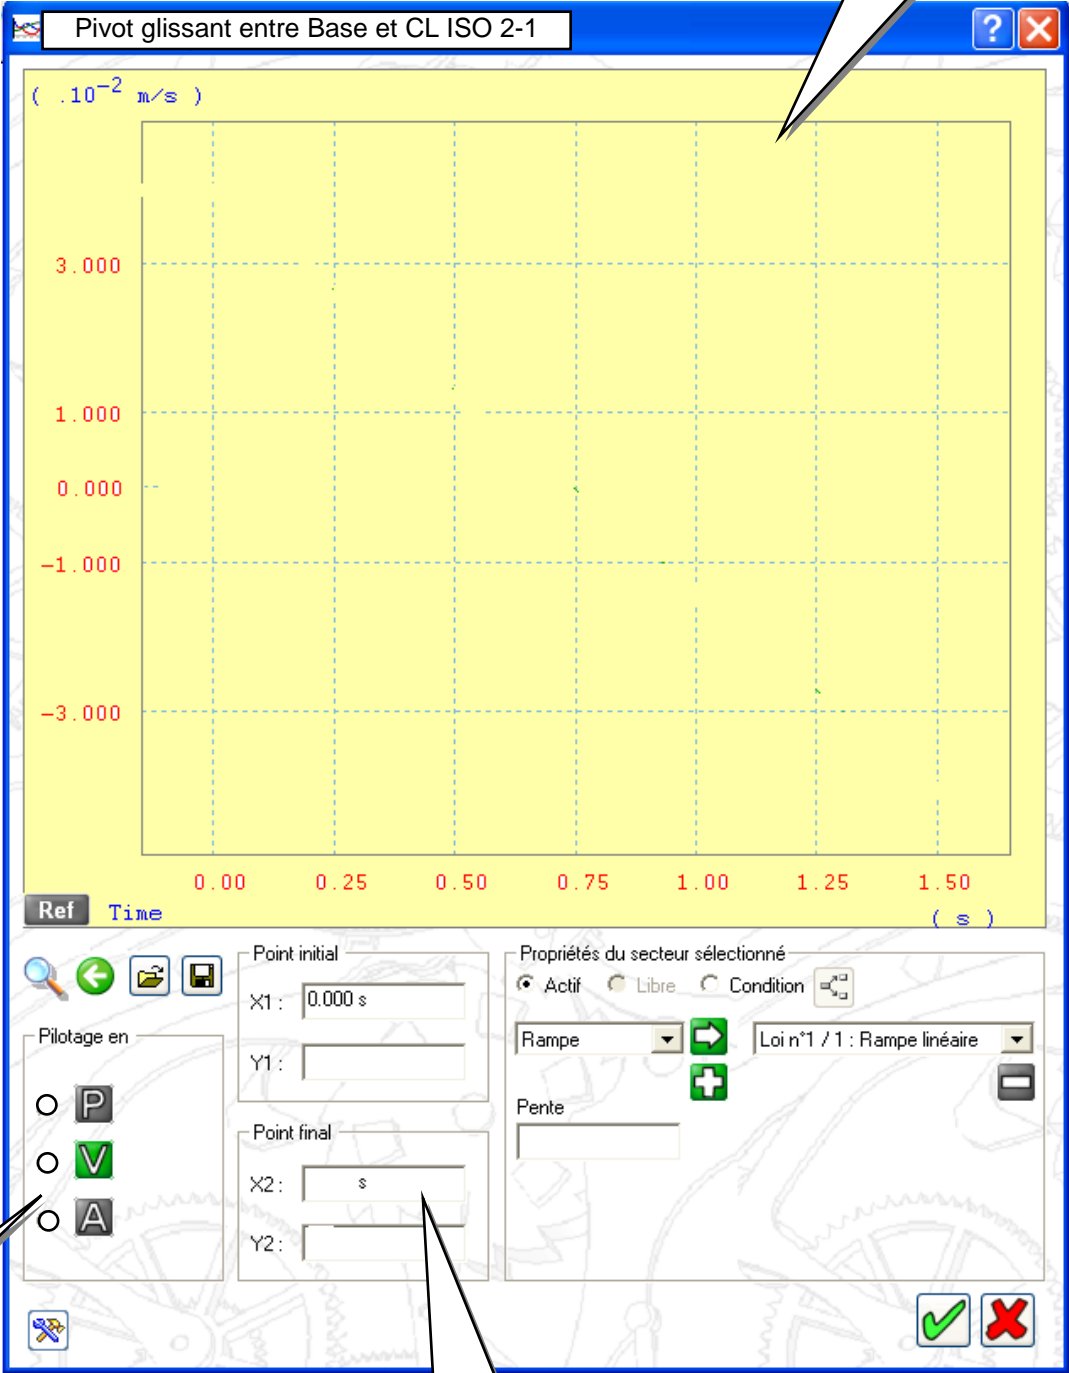 Pivot glissant entre Base et CL ISO 2-1
?
( .10⁻² m/s )
3.000
1.000
0.000
−1.000
−3.000
0.00 0.25 0.50 0.75 1.00 1.25 1.50
Ref Time
( s )
Point initial
X1 : 0.000 s
Y1 :
Point final
X2 : s
Y2 :
Pilotage en
P
V
A
Propriétés du secteur sélectionné
Actif Libre Condition
Rampe
Loi n°1 / 1 : Rampe linéaire
Pente